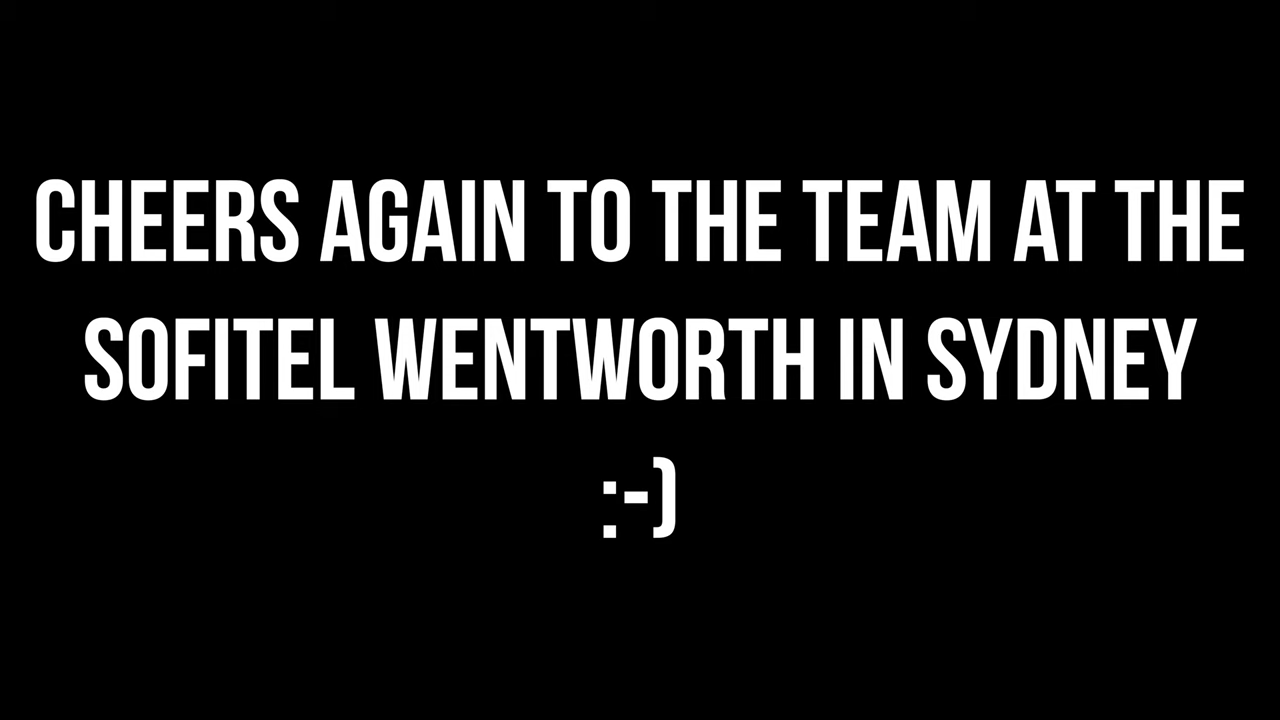 CHEERS AGAIN TO THE TEAM AT THE
SOFITEL WENTWORTH IN SYDNEY
:-)